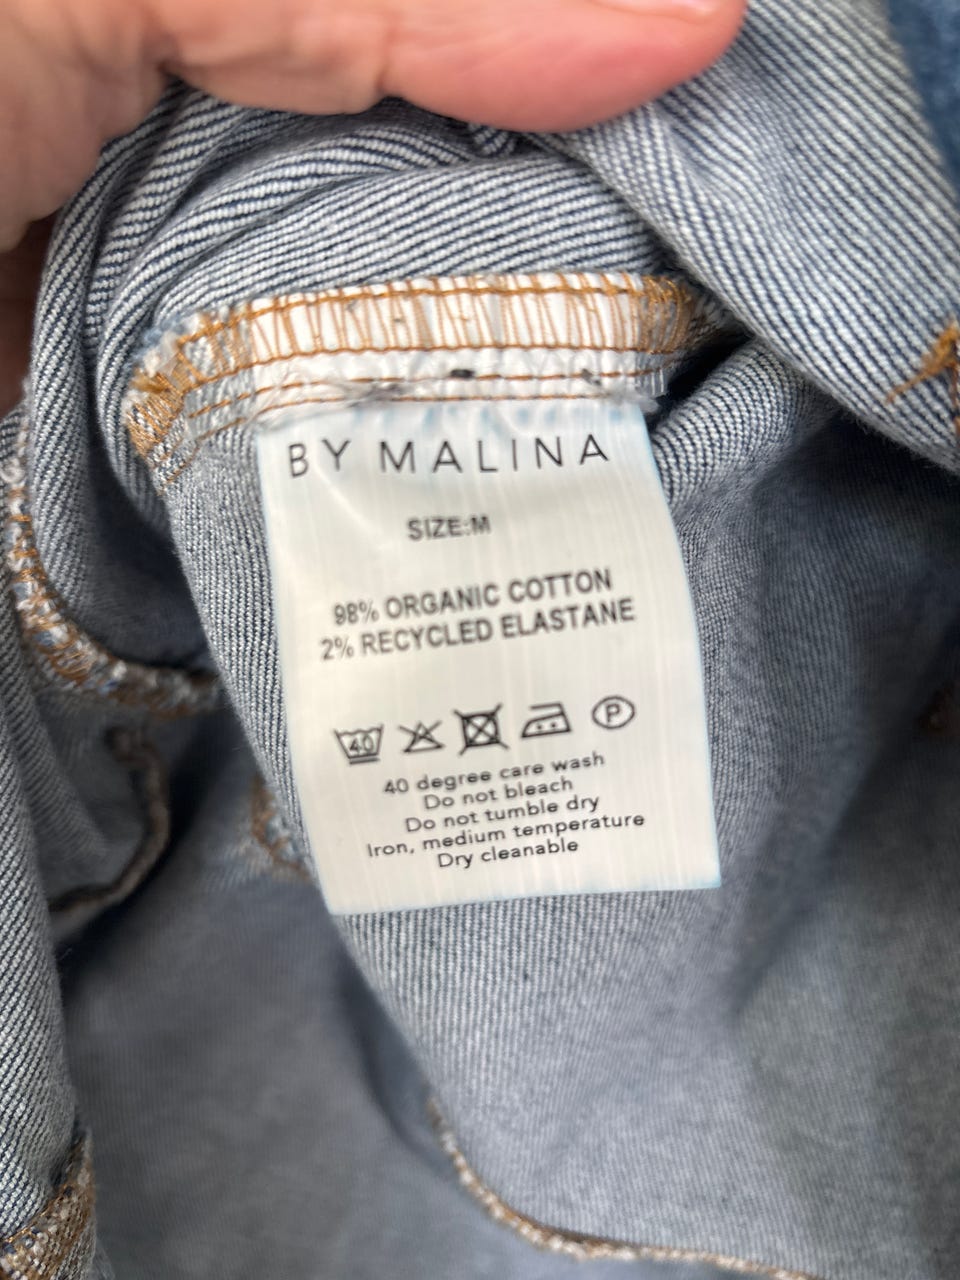 BY MALINA
SIZE:M
98% ORGANIC COTTON
2% RECYCLED ELASTANE
40 P
40 degree care wash
Do not bleach
Do not tumble dry
Iron, medium temperature
Dry cleanable